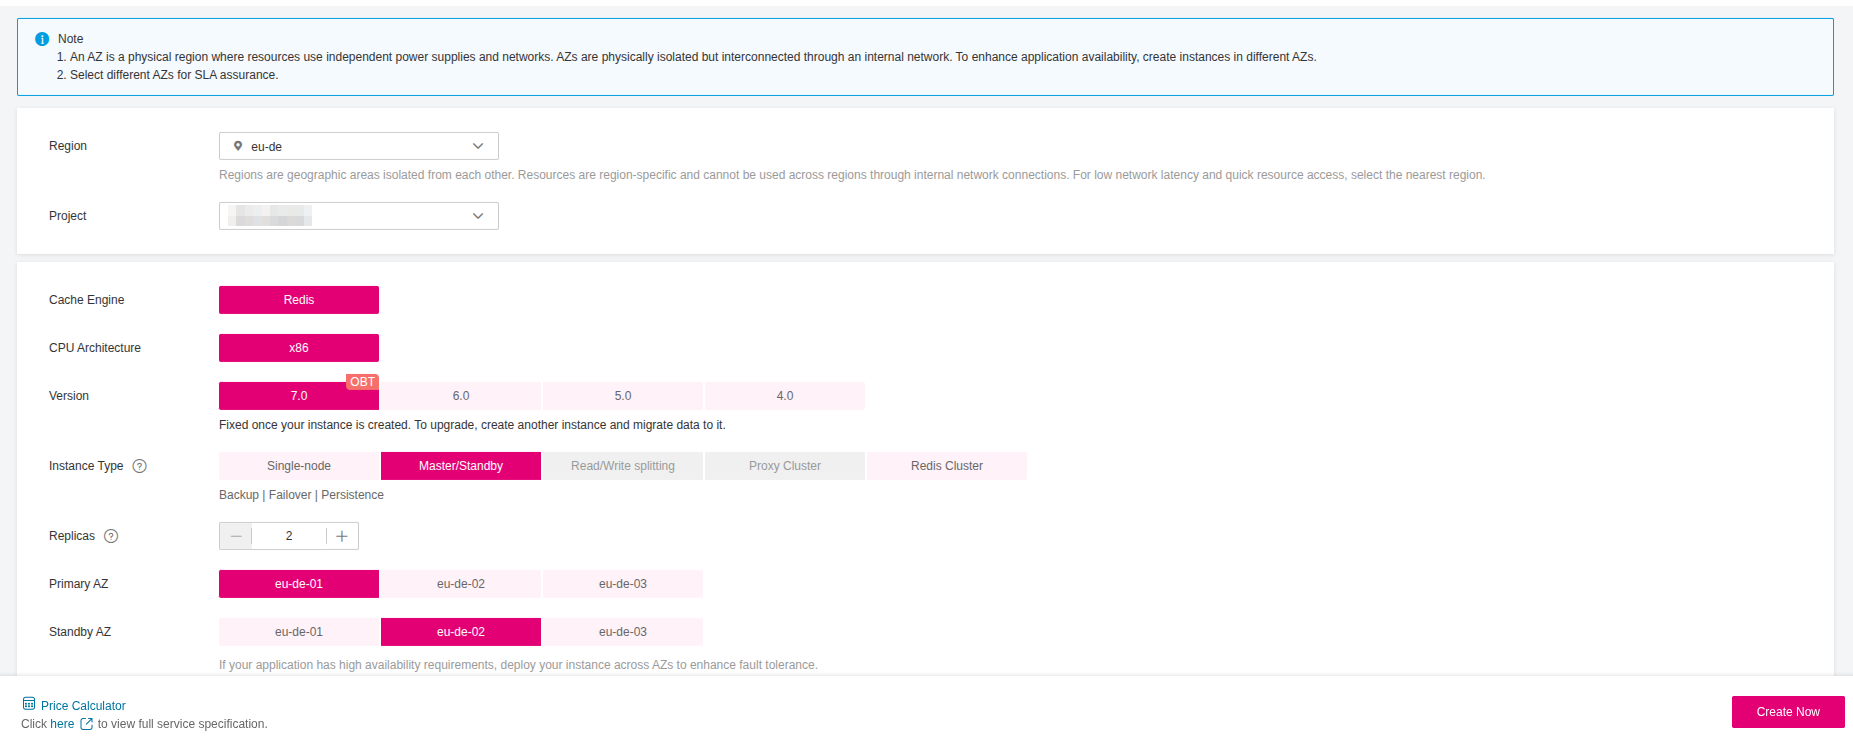 Note
1. An AZ is a physical region where resources use independent power supplies and networks. AZs are physically isolated but interconnected through an internal network. To enhance application availability, create instances in different AZs.
2. Select different AZs for SLA assurance.
Region
eu-de
Regions are geographic areas isolated from each other. Resources are region-specific and cannot be used across regions through internal network connections. For low network latency and quick resource access, select the nearest region.
Project
Cache Engine
Redis
CPU Architecture
x86
OBT
Version
7.0 6.0 5.0 4.0
Fixed once your instance is created. To upgrade, create another instance and migrate data to it.
Instance Type ?
Single-node Master/Standby Read/Write splitting Proxy Cluster Redis Cluster
Backup | Failover | Persistence
Replicas ?
— 2 +
Primary AZ
eu-de-01 eu-de-02 eu-de-03
Standby AZ
eu-de-01 eu-de-02 eu-de-03
If your application has high availability requirements, deploy your instance across AZs to enhance fault tolerance.
Price Calculator
Click here to view full service specification.
Create Now